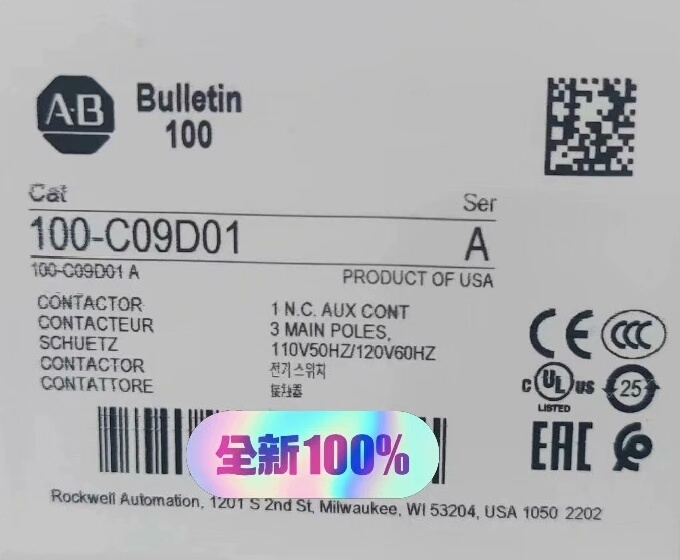 A-B
Bulletin
100
Cat
Ser
100-C09D01
A
100-C09D01 A
PRODUCT OF USA
CONTACTOR
1 N.C. AUX CONT
CONTACTEUR
3 MAIN POLES,
SCHUETZ
110V50HZ/120V60HZ
CONTACTOR
전기 스위치
CONTATTORE
接触器
CE
CCC
C UL US
LISTED
25
EAC
全新100%
Rockwell Automation, 1201 S 2nd St, Milwaukee, WI 53204, USA 1050 2202